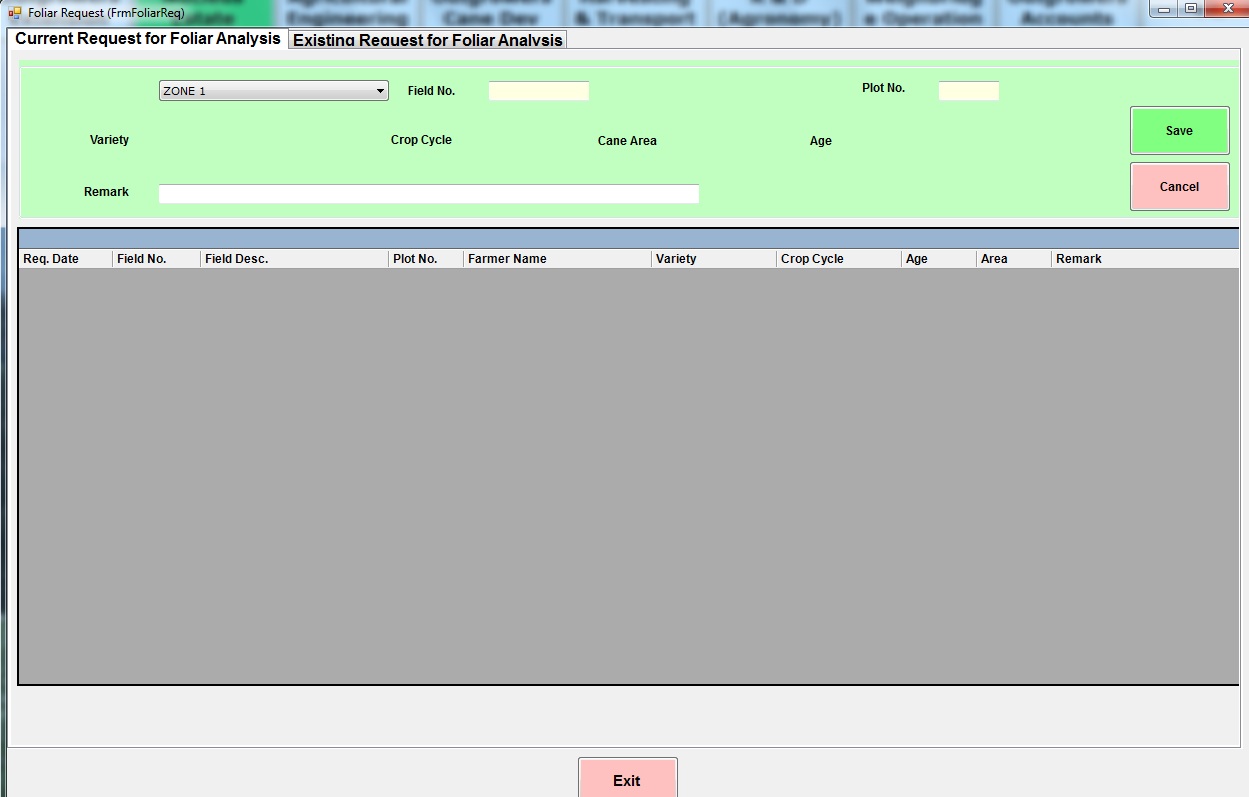 Estate
Engineering
Cane Dev
& Transport
(Agronomy)
e Operation
Accounts
Foliar Request (FrmFoliarReq)
Current Request for Foliar Analysis
Existing Request for Foliar Analysis
ZONE 1
Field No.
Plot No.
Variety
Crop Cycle
Cane Area
Age
Save
Remark
Cancel
Req. Date
Field No.
Field Desc.
Plot No.
Farmer Name
Variety
Crop Cycle
Age
Area
Remark
Exit